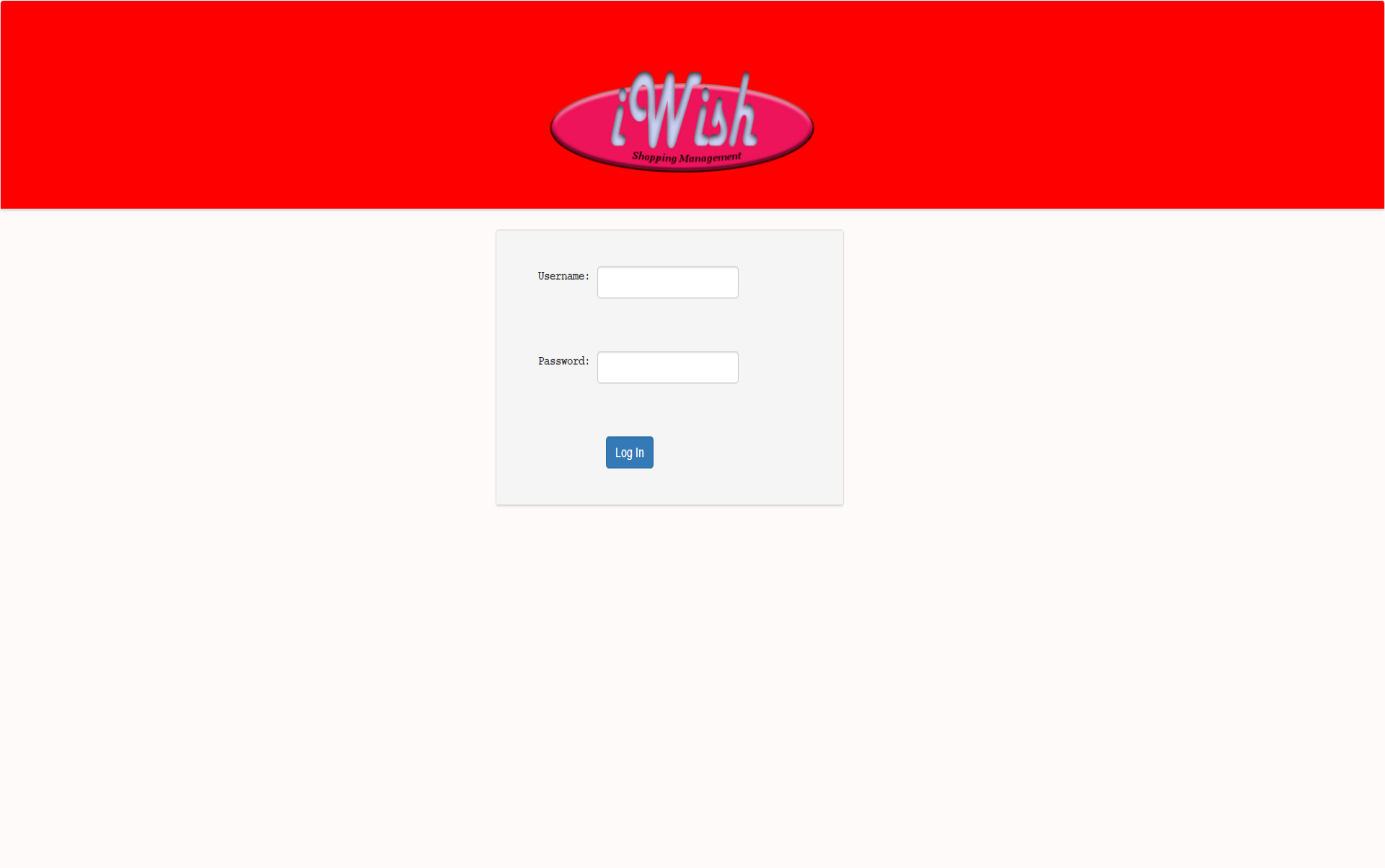 iWish
Shopping Management
Username:
Password:
Log In